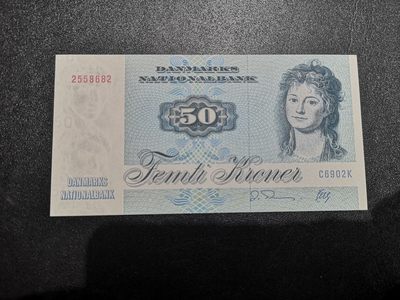 2558682
DANMARKS
NATIONALBANK
50
Femti Kroner
C6902K
DANMARKS
NATIONALBANK